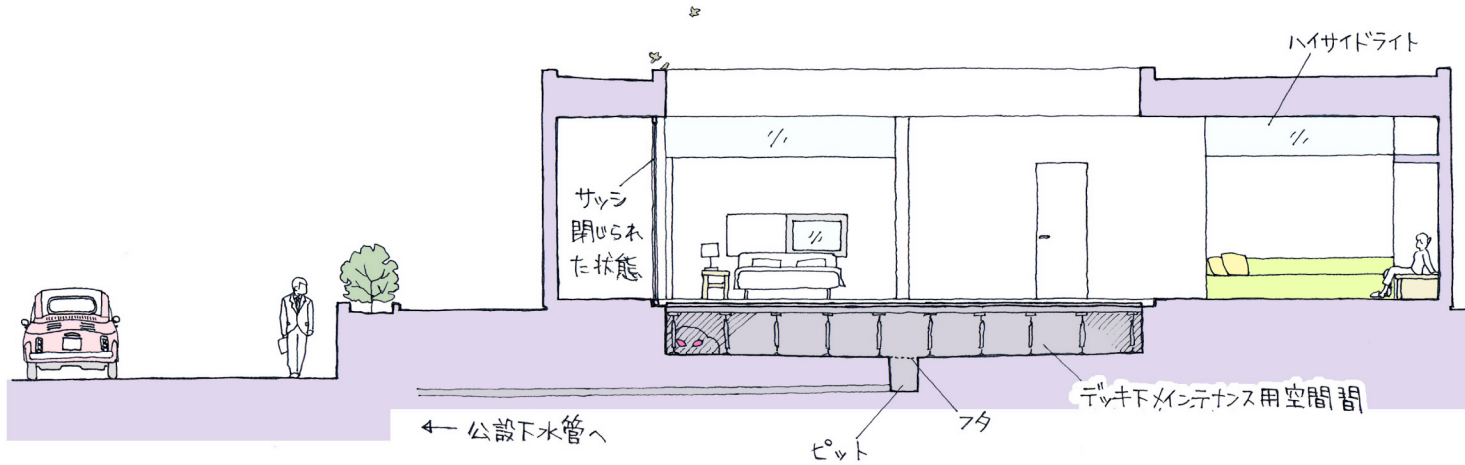 ハイサイドライト
サッシ
閉じられ
た状態
デッキ下メインテナンス用空間間
フタ
← 公設下水管へ
ピット